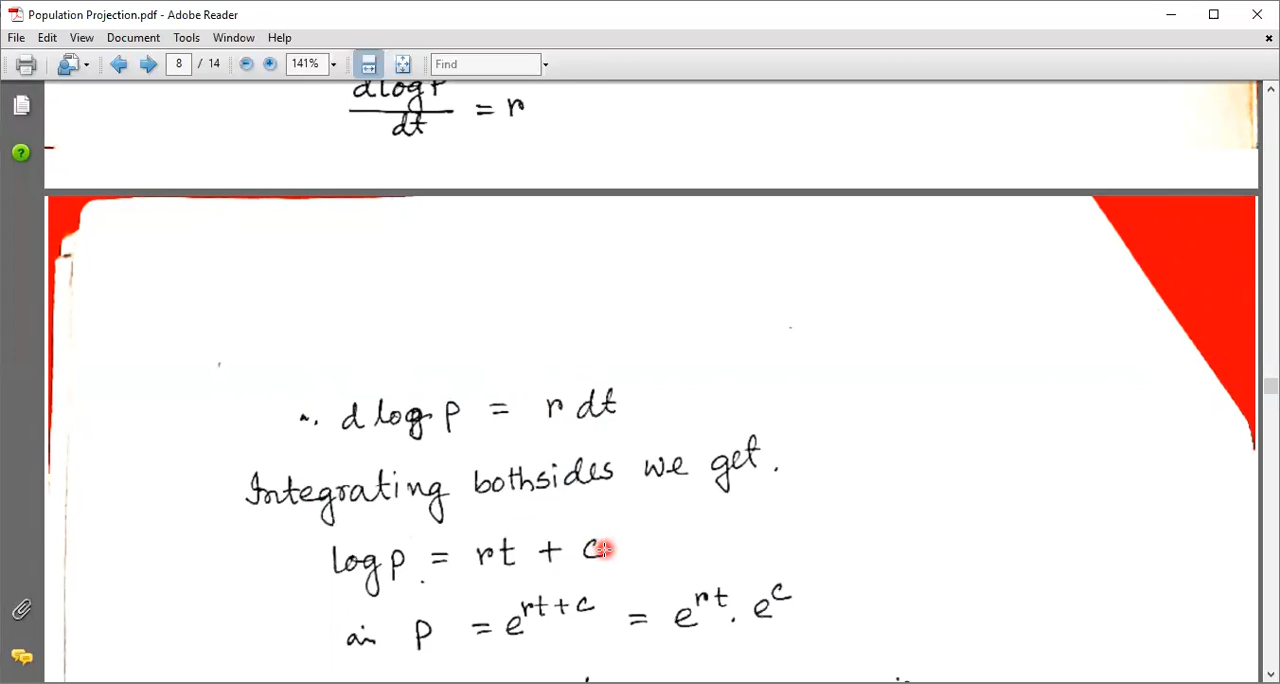 Population Projection.pdf - Adobe Reader
File Edit View Document Tools Window Help
8 / 14 141% Find
d log P
dt = r
d log P = r dt
Integrating bothsides we get.
log P = rt + c
P = e^{rt+c} = e^{rt} . e^c